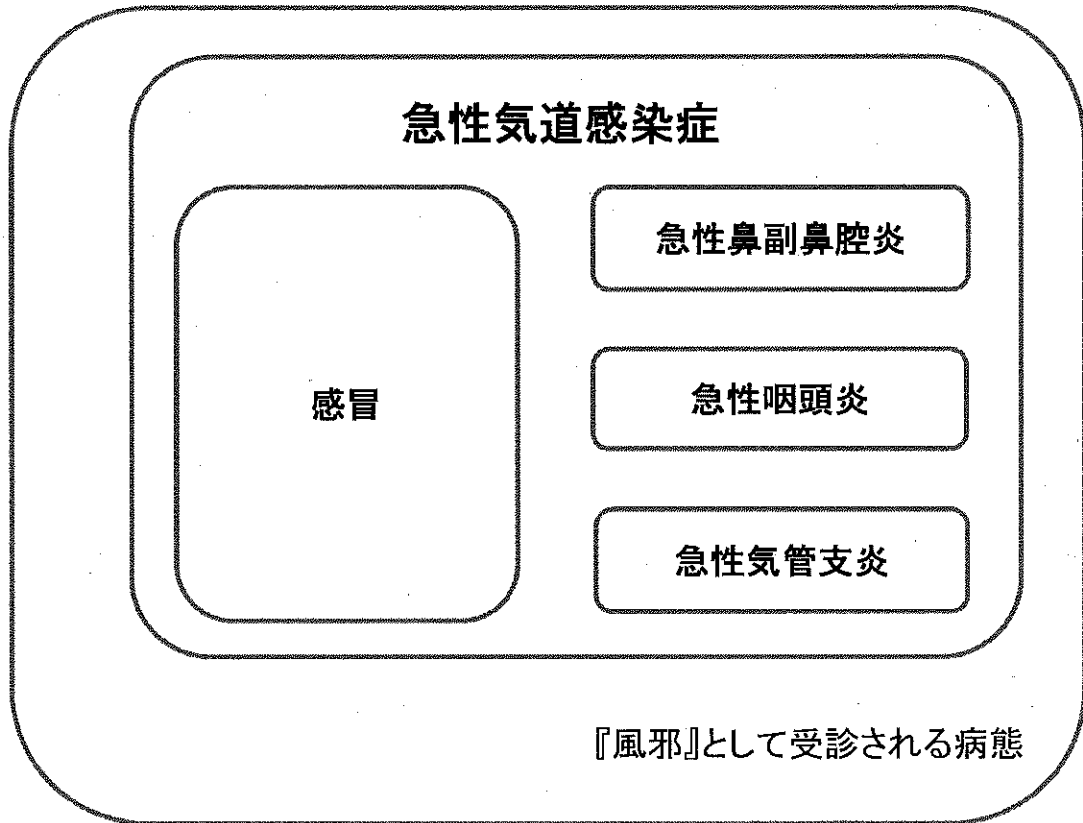 急性気道感染症
急性鼻副鼻腔炎
感冒
急性咽頭炎
急性気管支炎
『風邪』として受診される病態